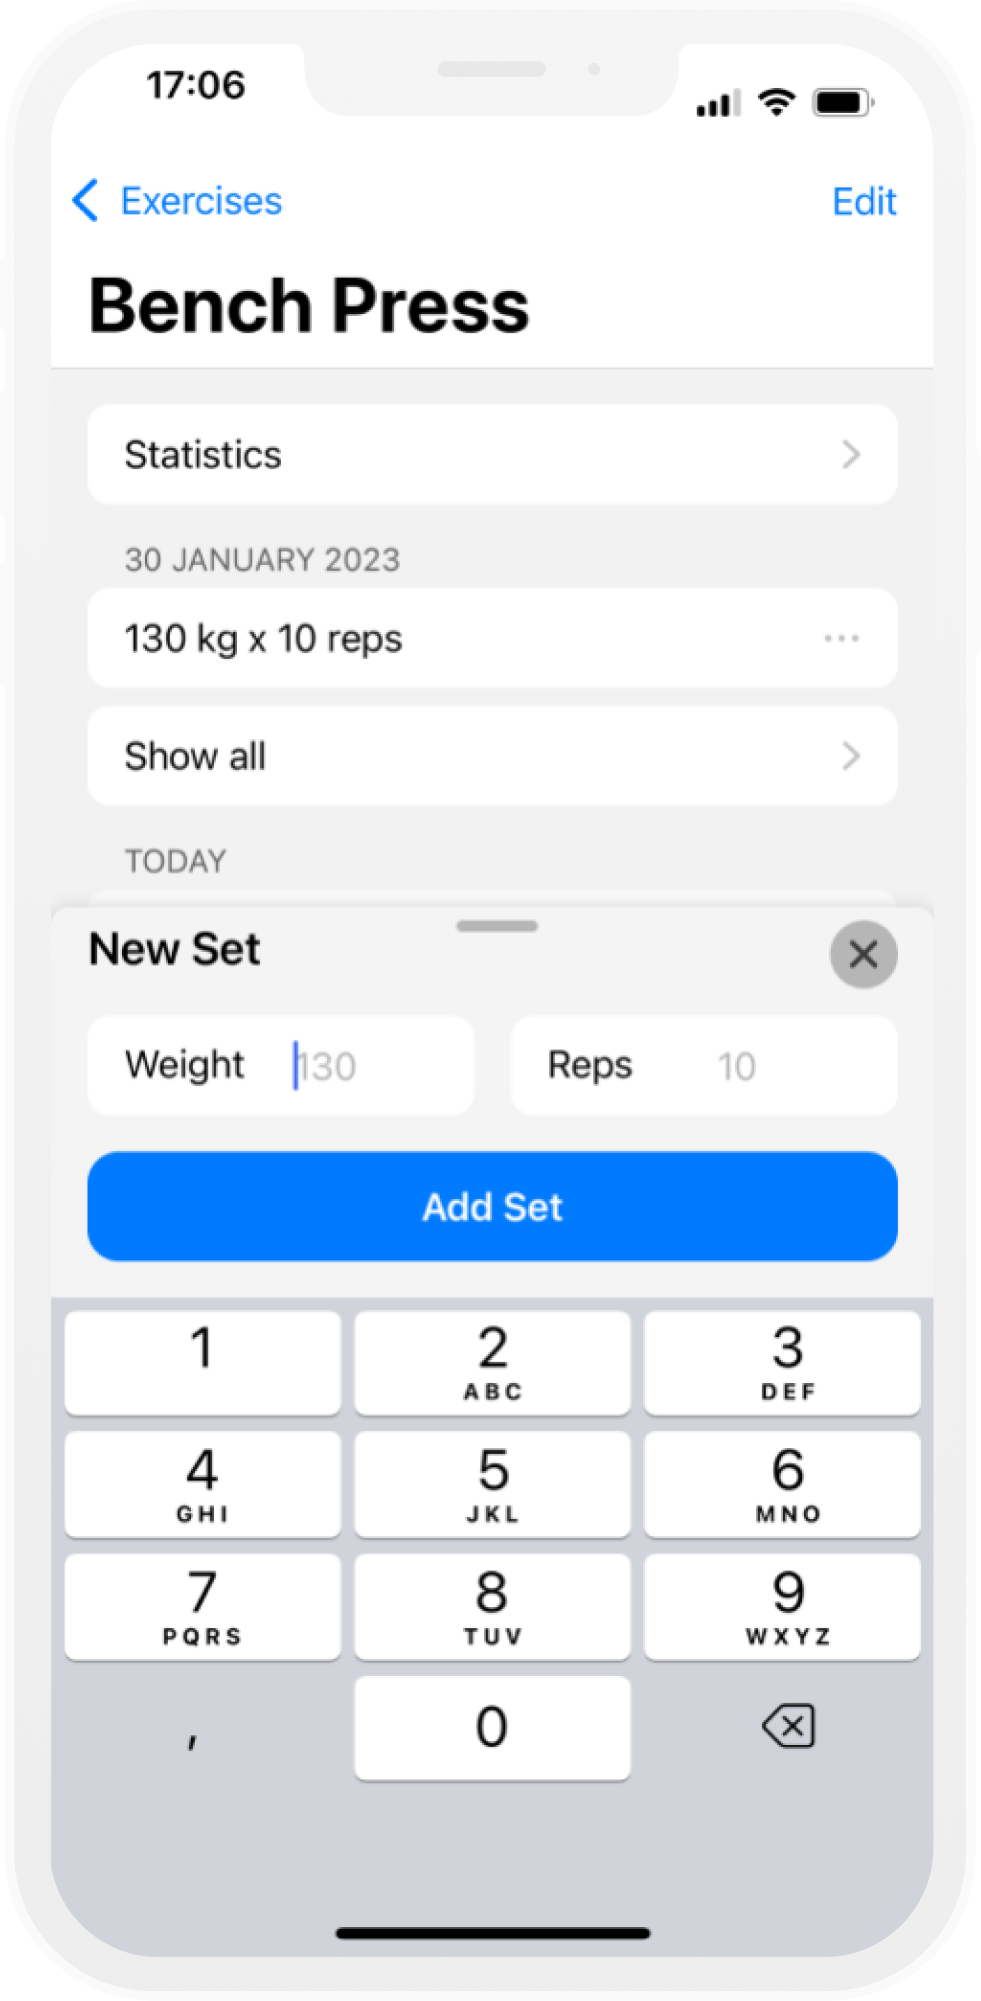 17:06
Exercises Edit
Bench Press
Statistics
30 JANUARY 2023
130 kg x 10 reps
Show all
TODAY
New Set
Weight 130 Reps 10
Add Set
1 2 3
ABC DEF
4 5 6
GHI JKL MNO
7 8 9
PQRS TUV WXYZ
, 0